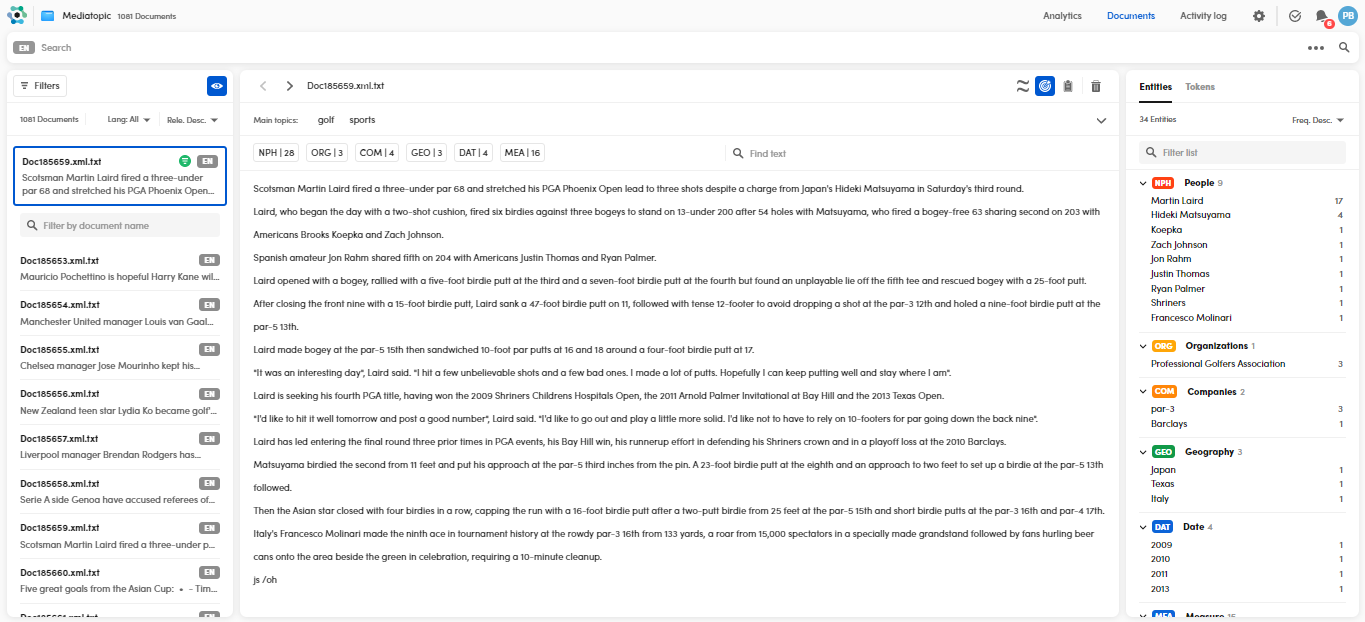 Mediatopic 1081 Documents
Analytics
Documents
Activity log
6
PB
EN Search
Filters
1081 Documents
Lang: All
Rele. Desc.
Doc185659.xml.txt EN
Scotsman Martin Laird fired a three-under
par 68 and stretched his PGA Phoenix Open...
Filter by document name
Doc185653.xml.txt EN
Mauricio Pochettino is hopeful Harry Kane wil...
Doc185654.xml.txt EN
Manchester United manager Louis van Gaal...
Doc185655.xml.txt EN
Chelsea manager Jose Mourinho kept his...
Doc185656.xml.txt EN
New Zealand teen star Lydia Ko became golf'...
Doc185657.xml.txt EN
Liverpool manager Brendan Rodgers has...
Doc185658.xml.txt EN
Serie A side Genoa have accused referees of...
Doc185659.xml.txt EN
Scotsman Martin Laird fired a three-under p...
Doc185660.xml.txt EN
Five great goals from the Asian Cup: • - Tim...
Doc185661.xml.txt EN
Doc185659.xml.txt
Main topics: golf sports
NPH | 28 ORG | 3 COM | 4 GEO | 3 DAT | 4 MEA | 16
Find text
Scotsman Martin Laird fired a three-under par 68 and stretched his PGA Phoenix Open lead to three shots despite a charge from Japan's Hideki Matsuyama in Saturday's third round.
Laird, who began the day with a two-shot cushion, fired six birdies against three bogeys to stand on 13-under 200 after 54 holes with Matsuyama, who fired a bogey-free 63 sharing second on 203 with
Americans Brooks Koepka and Zach Johnson.
Spanish amateur Jon Rahm shared fifth on 204 with Americans Justin Thomas and Ryan Palmer.
Laird opened with a bogey, rallied with a five-foot birdie putt at the third and a seven-foot birdie putt at the fourth but found an unplayable lie off the fifth tee and rescued bogey with a 25-foot putt.
After closing the front nine with a 15-foot birdie putt, Laird sank a 47-foot birdie putt on 11, followed with tense 12-footer to avoid dropping a shot at the par-3 12th and holed a nine-foot birdie putt at the
par-5 13th.
Laird made bogey at the par-5 15th then sandwiched 10-foot par putts at 16 and 18 around a four-foot birdie putt at 17.
"It was an interesting day", Laird said. "I hit a few unbelievable shots and a few bad ones. I made a lot of putts. Hopefully I can keep putting well and stay where I am".
Laird is seeking his fourth PGA title, having won the 2009 Shriners Childrens Hospitals Open, the 2011 Arnold Palmer Invitational at Bay Hill and the 2013 Texas Open.
"I'd like to hit it well tomorrow and post a good number", Laird said. "I'd like to go out and play a little more solid. I'd like not to have to rely on 10-footers for par going down the back nine".
Laird has led entering the final round three prior times in PGA events, his Bay Hill win, his runnerup effort in defending his Shriners crown and in a playoff loss at the 2010 Barclays.
Matsuyama birdied the second from 11 feet and put his approach at the par-5 third inches from the pin. A 23-foot birdie putt at the eighth and an approach to two feet to set up a birdie at the par-5 13th
followed.
Then the Asian star closed with four birdies in a row, capping the run with a 16-foot birdie putt after a two-putt birdie from 25 feet at the par-5 15th and short birdie putts at the par-3 16th and par-4 17th.
Italy's Francesco Molinari made the ninth ace in tournament history at the rowdy par-3 16th from 133 yards, a roar from 15,000 spectators in a specially made grandstand followed by fans hurling beer
cans onto the area beside the green in celebration, requiring a 10-minute cleanup.
js /oh
Entities Tokens
34 Entities
Freq. Desc.
Filter list
NPH People 9
Martin Laird 17
Hideki Matsuyama 4
Koepka 1
Zach Johnson 1
Jon Rahm 1
Justin Thomas 1
Ryan Palmer 1
Shriners 1
Francesco Molinari 1
ORG Organizations 1
Professional Golfers Association 3
COM Companies 2
par-3 3
Barclays 1
GEO Geography 3
Japan 1
Texas 1
Italy 1
DAT Date 4
2009 1
2010 1
2011 1
2013 1
MEA Measure 15